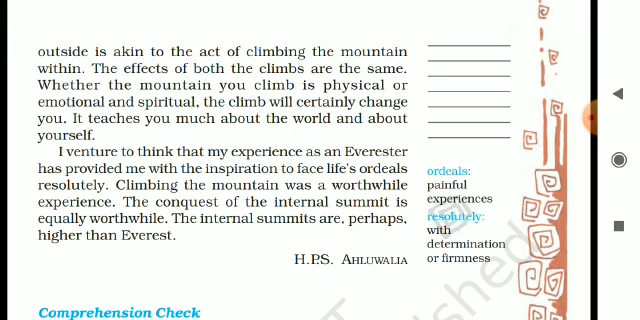 outside is akin to the act of climbing the mountain
within. The effects of both the climbs are the same.
Whether the mountain you climb is physical or
emotional and spiritual, the climb will certainly change
you. It teaches you much about the world and about
yourself.
I venture to think that my experience as an Everester
has provided me with the inspiration to face life's ordeals
resolutely. Climbing the mountain was a worthwhile
experience. The conquest of the internal summit is
equally worthwhile. The internal summits are, perhaps,
higher than Everest.
H.P.S. AHLUWALIA
ordeals:
painful
experiences
resolutely:
with
determination
or firmness
Comprehension Check